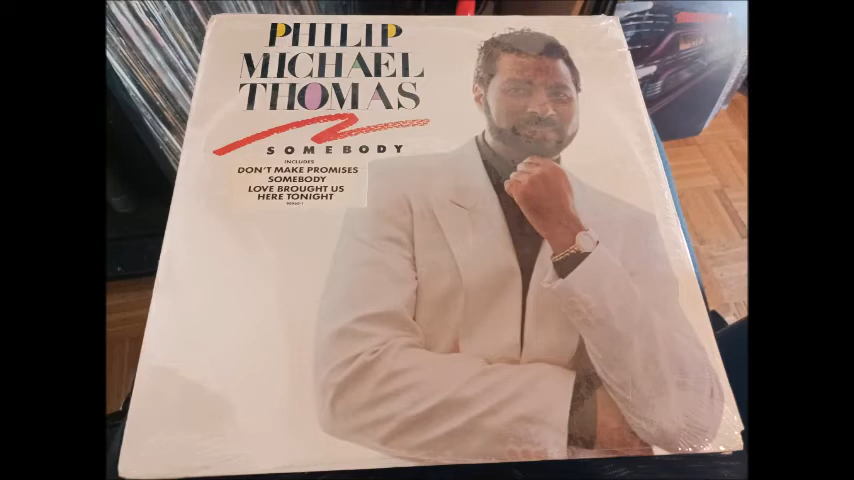 PHILIP
MICHAEL
THOMAS
SOMEBODY
INCLUDES
DON'T MAKE PROMISES
SOMEBODY
LOVE BROUGHT US
HERE TONIGHT